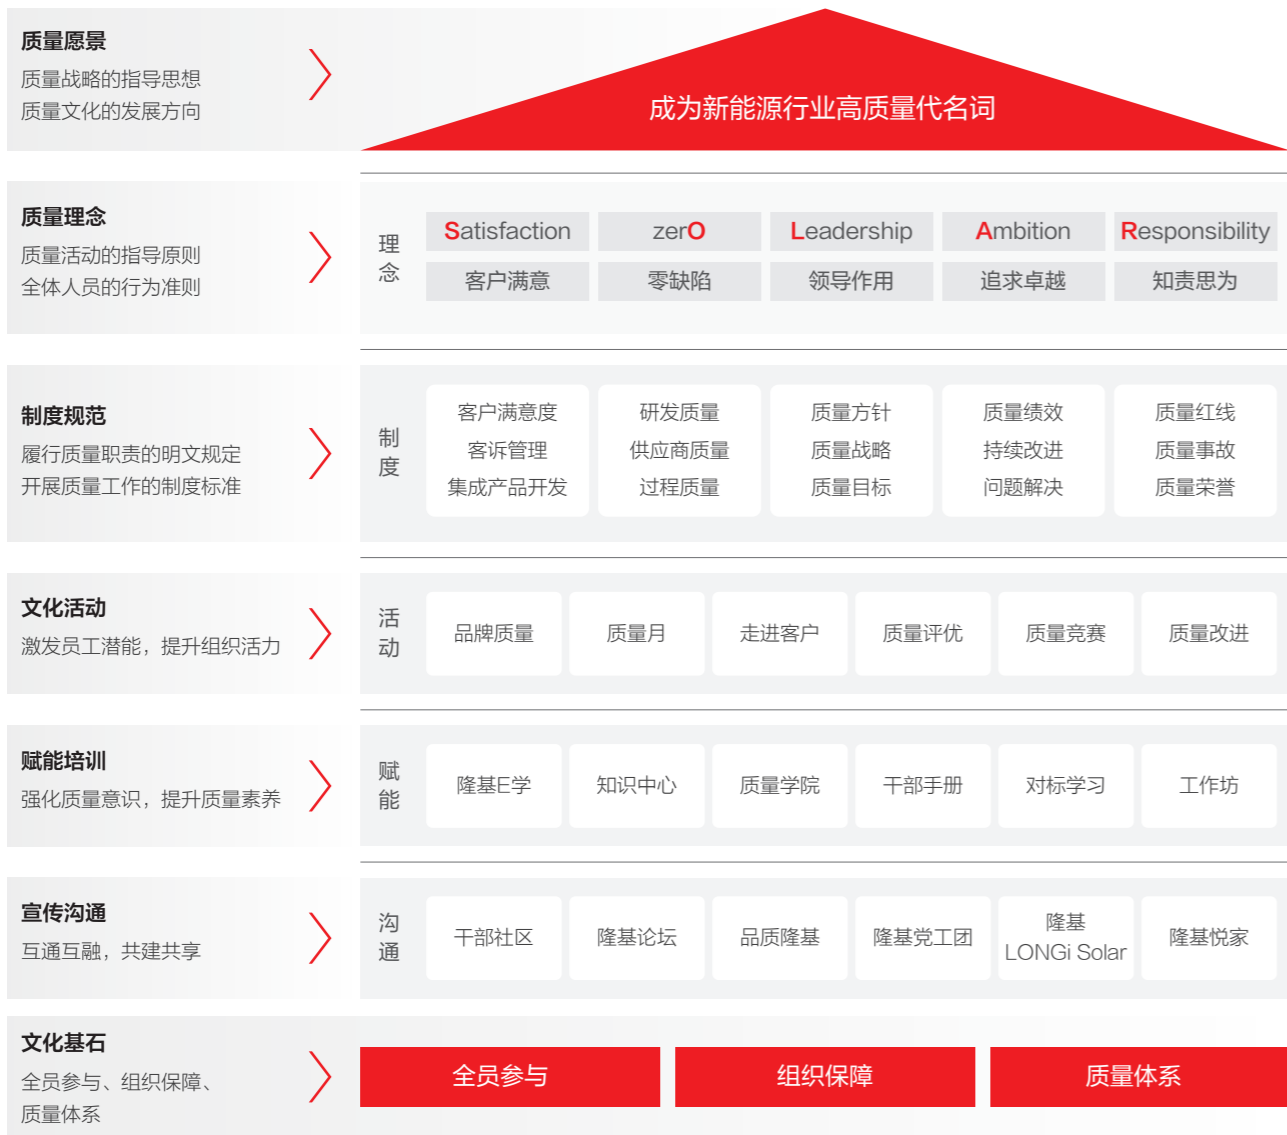 质量愿景
质量战略的指导思想
质量文化的发展方向
成为新能源行业高质量代名词
质量理念
质量活动的指导原则
全体人员的行为准则
理念
Satisfaction zerO Leadership Ambition Responsibility
客户满意 零缺陷 领导作用 追求卓越 知责思为
制度规范
履行质量职责的明文规定
开展质量工作的制度标准
制度
客户满意度 研发质量 质量方针 质量绩效 质量红线
客诉管理 供应商质量 质量战略 持续改进 质量事故
集成产品开发 过程质量 质量目标 问题解决 质量荣誉
文化活动
激发员工潜能，提升组织活力
活动
品牌质量 质量月 走进客户 质量评优 质量竞赛 质量改进
赋能培训
强化质量意识，提升质量素养
赋能
隆基E学 知识中心 质量学院 干部手册 对标学习 工作坊
宣传沟通
互通互融，共建共享
沟通
干部社区 隆基论坛 品质隆基 隆基党工团 隆基 LONGi Solar 隆基悦家
文化基石
全员参与、组织保障、
质量体系
全员参与 组织保障 质量体系